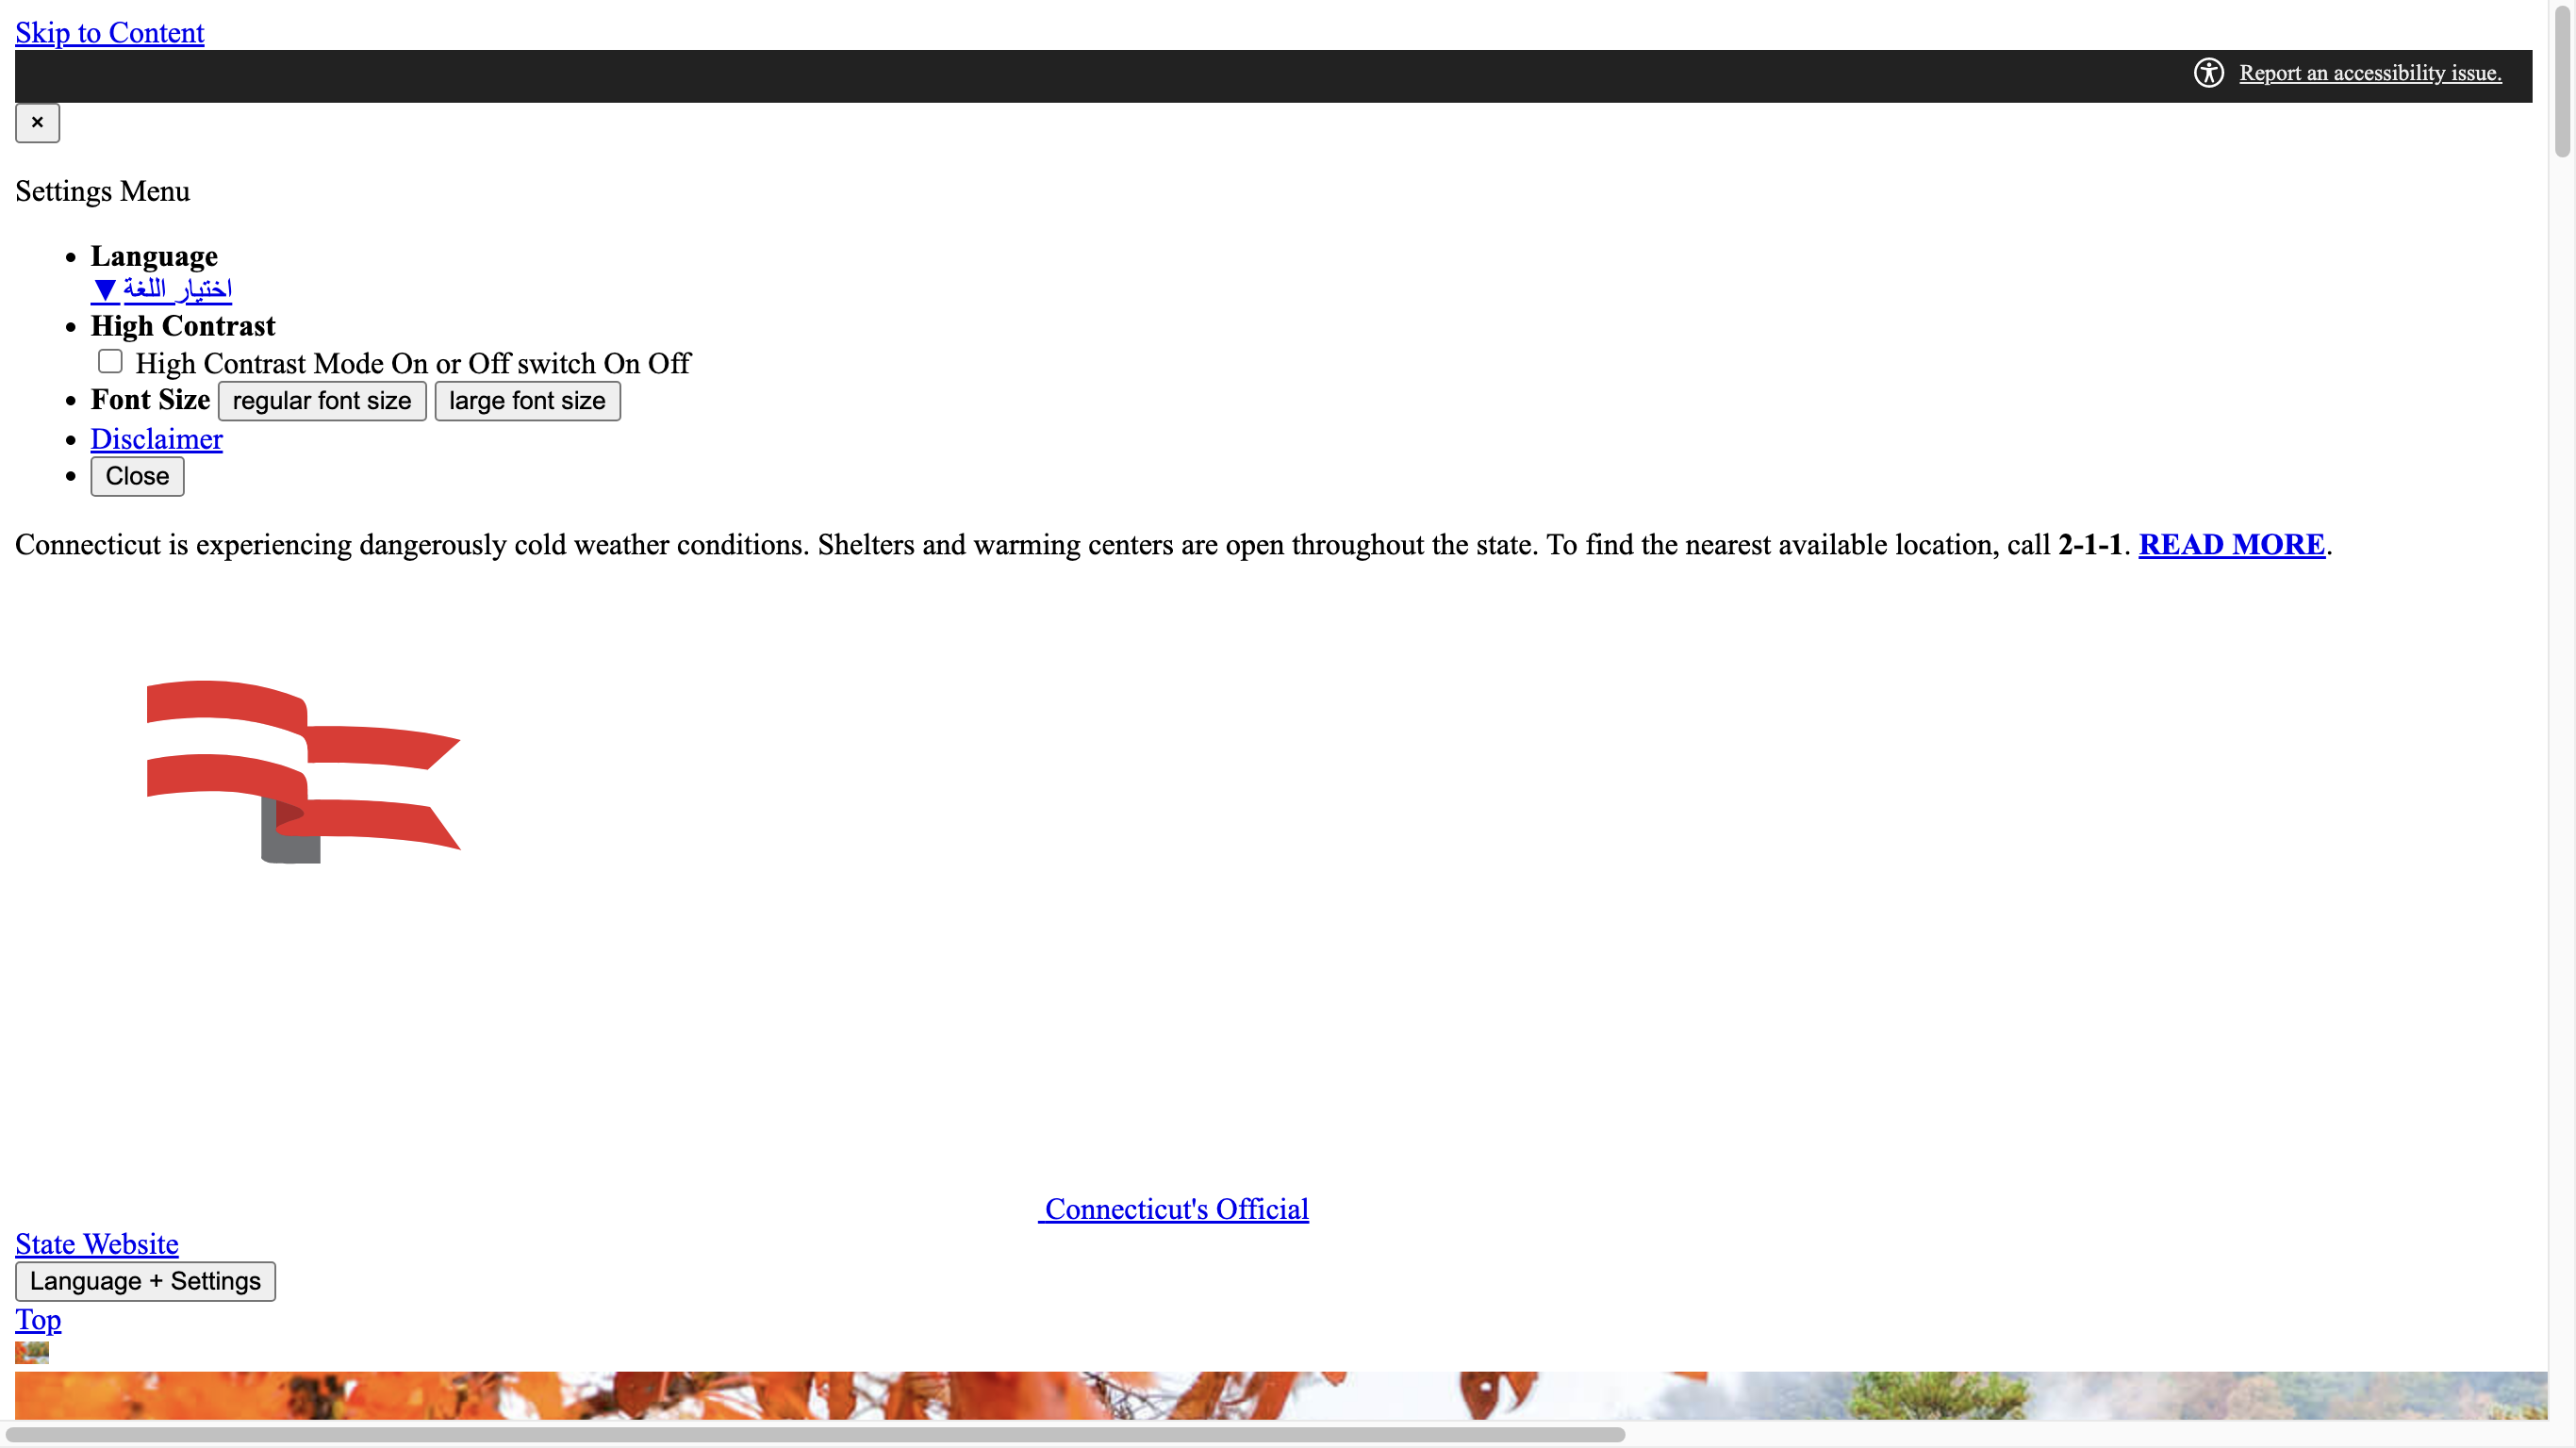 Skip to Content
Report an accessibility issue.
×
Settings Menu
Language
اختيار اللغة ▼
High Contrast
High Contrast Mode On or Off switch On Off
Font Size regular font size large font size
Disclaimer
Close
Connecticut is experiencing dangerously cold weather conditions. Shelters and warming centers are open throughout the state. To find the nearest available location, call 2-1-1. READ MORE.
Connecticut's Official
State Website
Language + Settings
Top